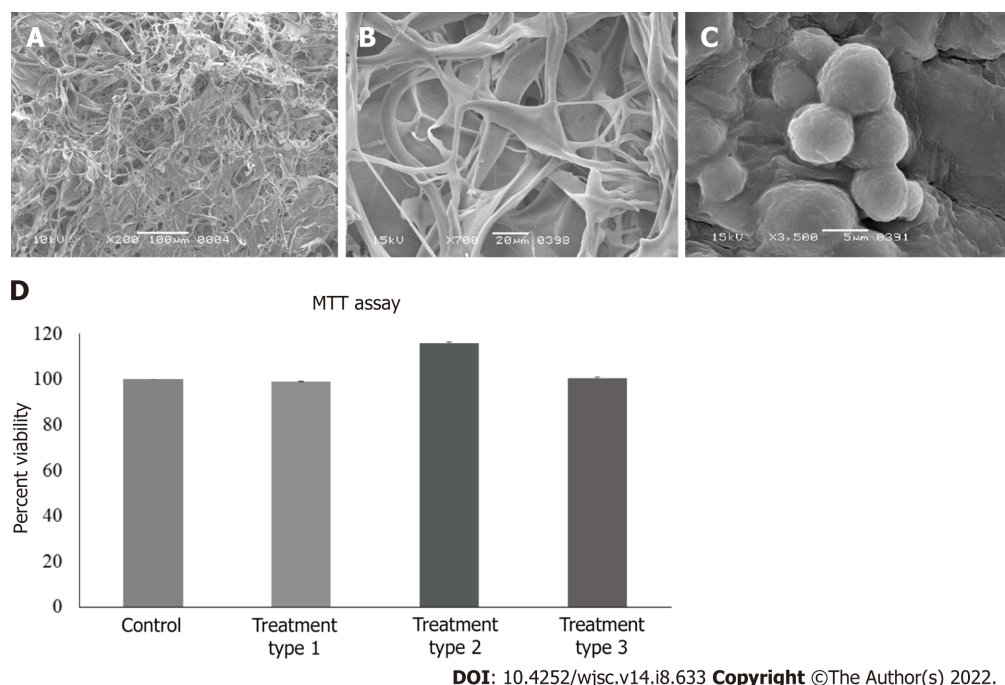 A
B
C
10kV X200 100µm 0004
15kV X700 20µm 0398
15kV X3,500 5µm 0391
D
MTT assay
120
100
80
60
40
20
0
Percent viability
Control
Treatment type 1
Treatment type 2
Treatment type 3
DOI: 10.4252/wjsc.v14.i8.633 Copyright ©The Author(s) 2022.